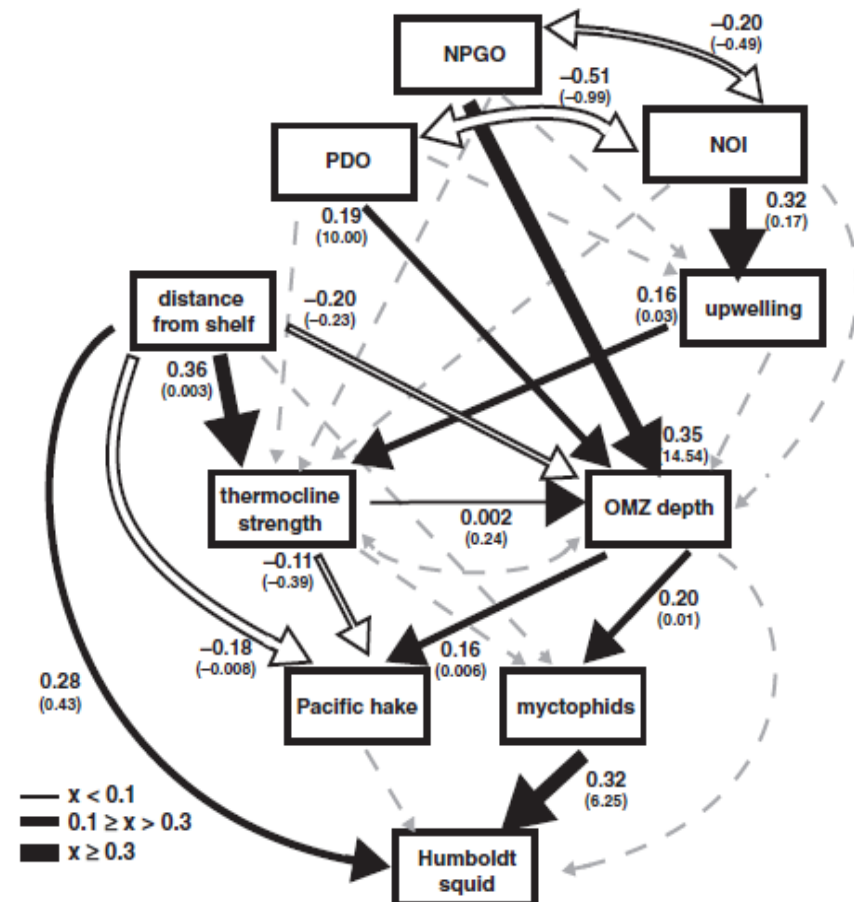 −0.20
(−0.49)
NPGO
−0.51
(−0.99)
NOI
PDO
0.32
(0.17)
0.19
(10.00)
distance
from shelf
−0.20
(−0.23)
0.16
(0.03)
upwelling
0.36
(0.003)
0.35
(14.54)
thermocline
strength
OMZ depth
0.002
(0.24)
−0.11
(−0.39)
0.20
(0.01)
−0.18
(−0.008)
0.16
(0.006)
0.28
(0.43)
Pacific hake
myctophids
0.32
(6.25)
x < 0.1
0.1 ≥ x > 0.3
x ≥ 0.3
Humboldt
squid